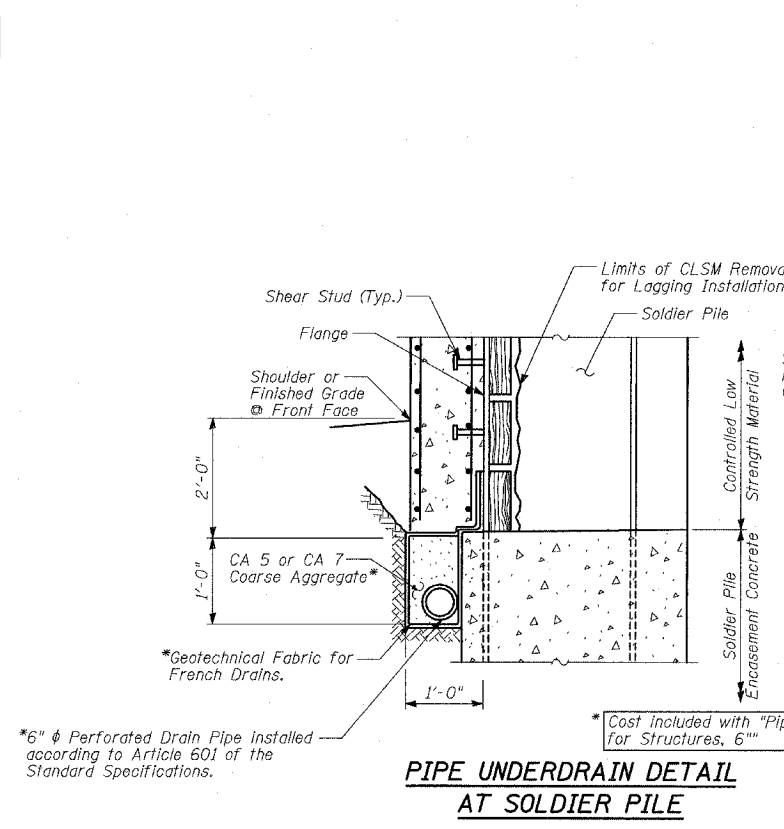 Limits of CLSM
for Lagging Installation
Shear Stud (Typ.)
Soldier Pile
Flange
Shoulder or
Finished Grade
@ Front Face
Controlled Low
Strength Material
2'-0"
CA 5 or CA 7
Coarse Aggregate*
1'-0"
Soldier Pile
Encasement Concrete
*Geotechnical Fabric for
French Drains.
1'-0"
*6" ϕ Perforated Drain Pipe installed
according to Article 601 of the
Standard Specifications.
* Cost included with
for Structures, 6""
PIPE UNDERDRAIN DETAIL
AT SOLDIER PILE